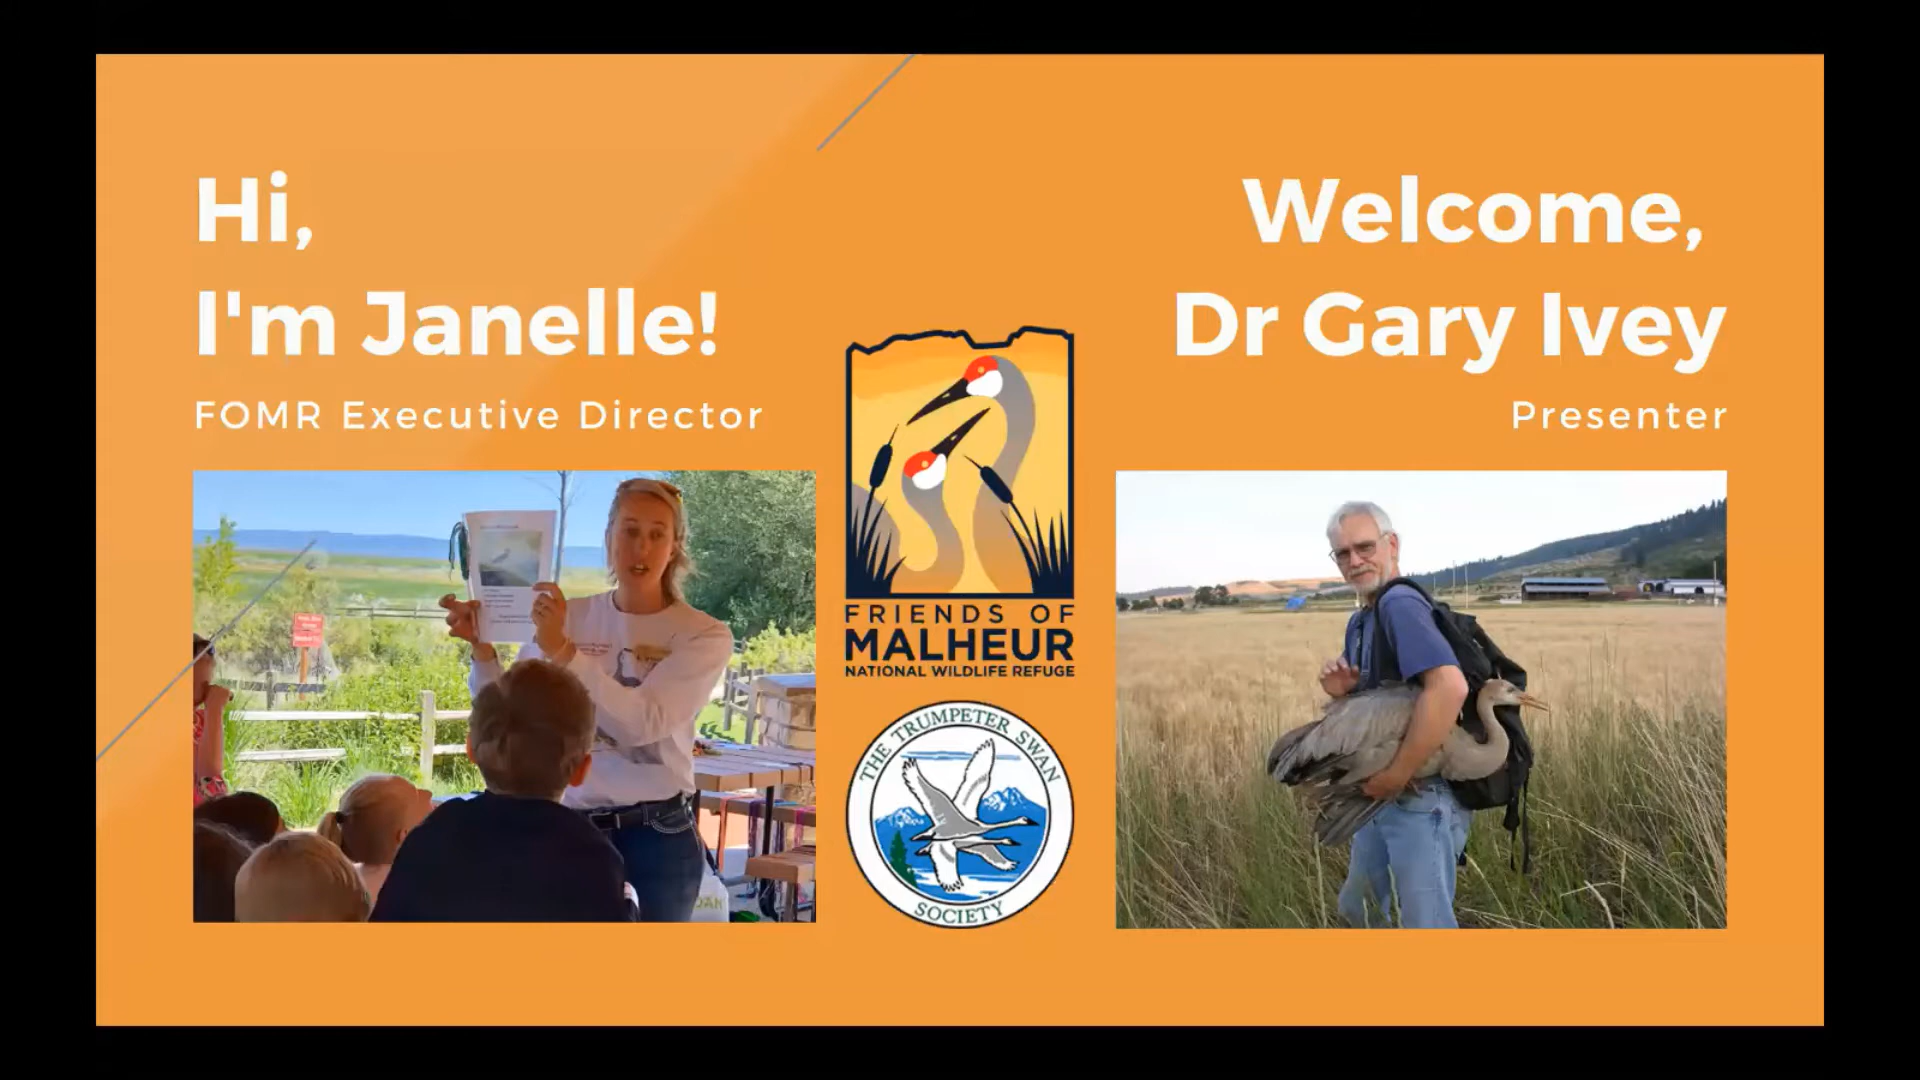 Hi,
I'm Janelle!
FOMR Executive Director
Welcome,
Dr Gary Ivey
Presenter
FRIENDS OF
MALHEUR
NATIONAL WILDLIFE REFUGE
THE TRUMPETER SWAN
SOCIETY